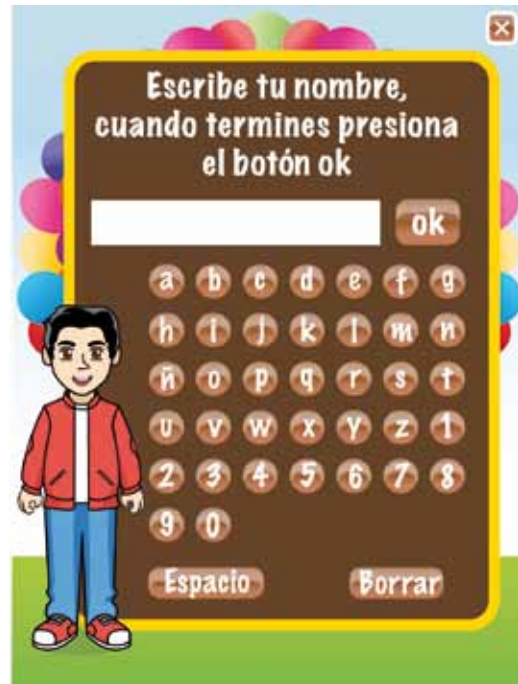 Escribe tu nombre,
cuando termines presiona
el botón ok
ok
a b c d e f g
h i j k l m n
ñ o p q r s t
u v w x y z 1
2 3 4 5 6 7 8
9 0
Espacio Borrar